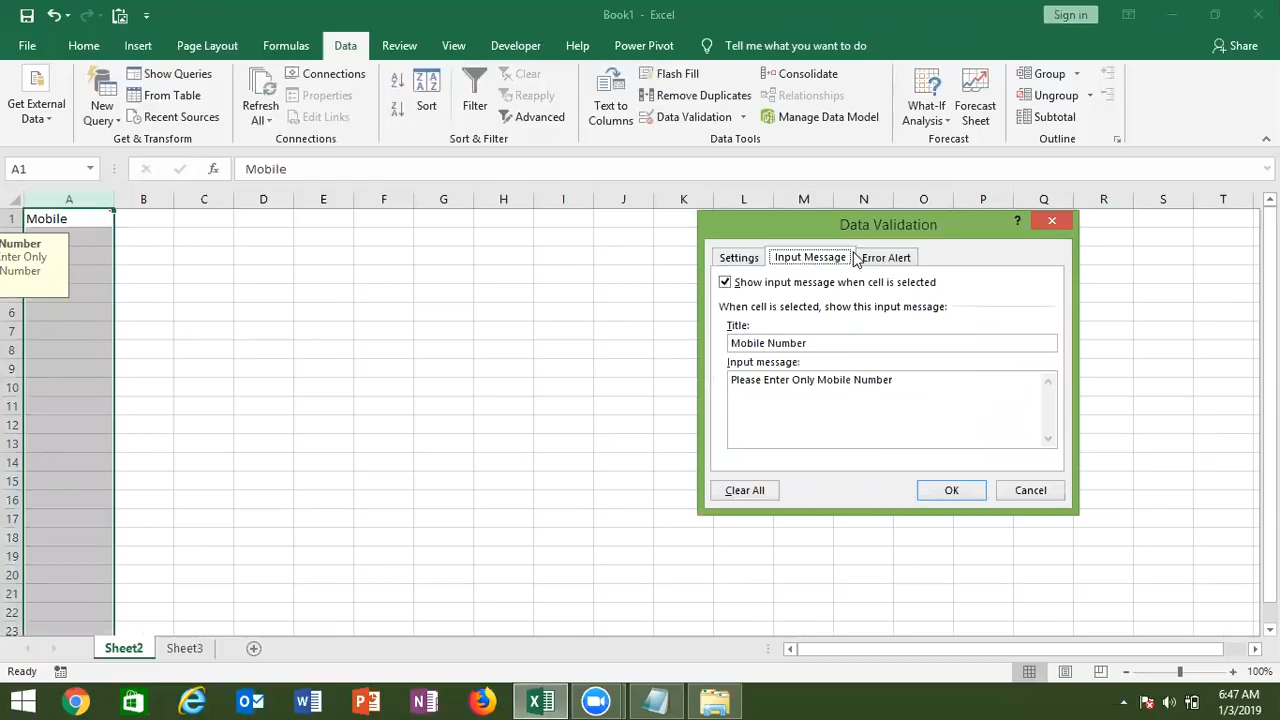 Book1 - Excel
Sign in
File Home Insert Page Layout Formulas Data Review View Developer Help Power Pivot Tell me what you want to do Share
Get External Data
New Query
Show Queries
From Table
Recent Sources
Get & Transform
Refresh All
Connections
Properties
Edit Links
Connections
Sort
Filter
Clear
Reapply
Advanced
Sort & Filter
Text to Columns
Flash Fill
Remove Duplicates
Data Validation
Consolidate
Relationships
Manage Data Model
Data Tools
What-If Analysis
Forecast Sheet
Forecast
Group
Ungroup
Subtotal
Outline
A1 fx Mobile
A B C D E F G H I J K L M N O P Q R S T
1 Mobile
Number
nter Only
Number
6
7
8
9
10
11
12
13
14
15
16
17
18
19
20
21
22
23
Data Validation ?
Settings Input Message Error Alert
Show input message when cell is selected
When cell is selected, show this input message:
Title:
Mobile Number
Input message:
Please Enter Only Mobile Number
Clear All OK Cancel
Sheet2 Sheet3
Ready 100%
6:47 AM
1/3/2019